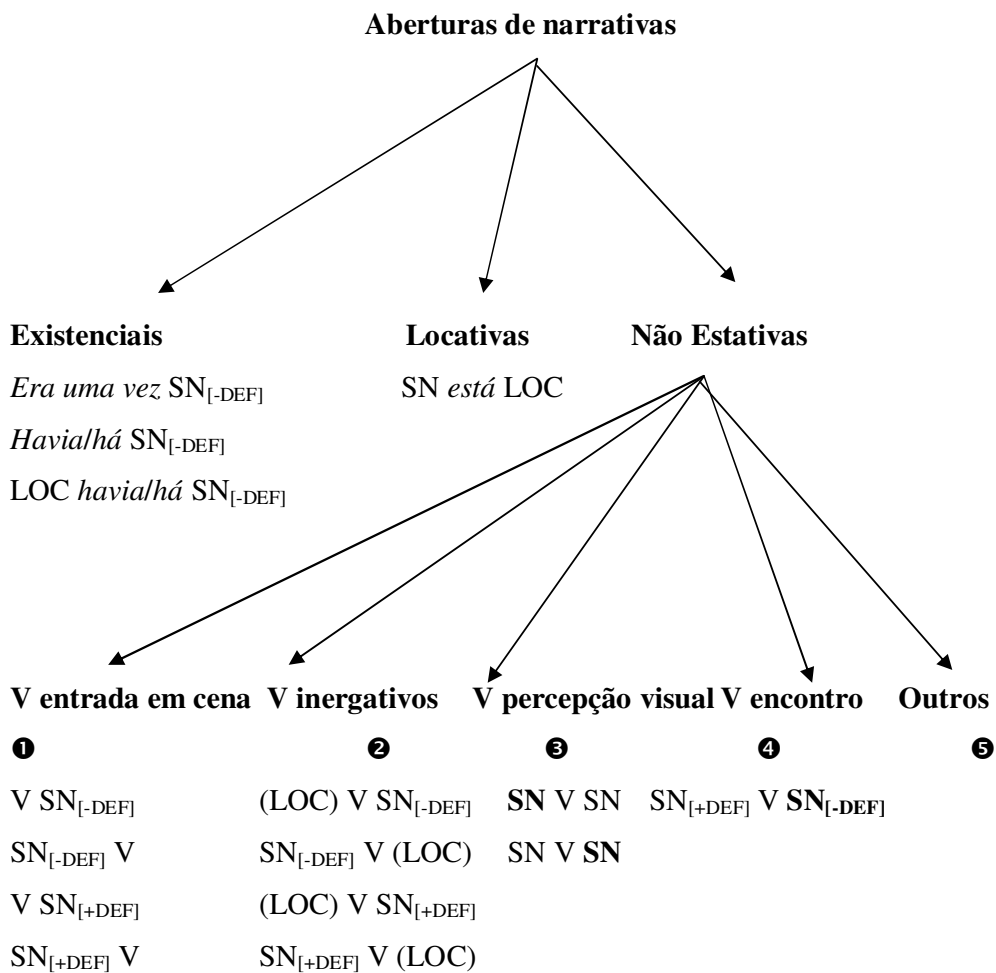 Aberturas de narrativas
Existenciais Locativas Não Estativas
Era uma vez SN[-DEF] SN está LOC
Havia/há SN[-DEF]
LOC havia/há SN[-DEF]
V entrada em cena V inergativos V percepção visual V encontro Outros
❶ ❷ ❸ ❹ ❺
V SN[-DEF] (LOC) V SN[-DEF] SN V SN SN[+DEF] V SN[-DEF]
SN[-DEF] V SN[-DEF] V (LOC) SN V SN
V SN[+DEF] (LOC) V SN[+DEF]
SN[+DEF] V SN[+DEF] V (LOC)